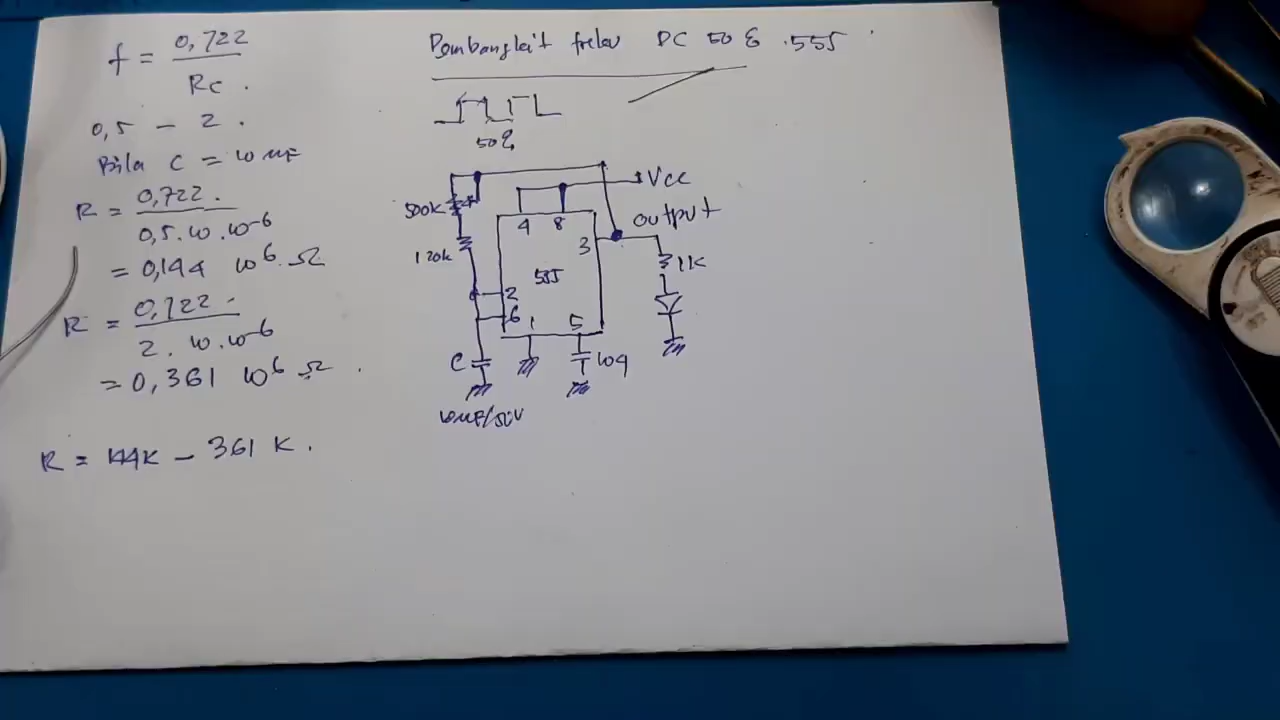 f = 0,722 / RC .
0,5 - 2 .
Bila C = 10 uF
R = 0,722 . / 0,5 . 10 . 10^-6
= 0,144 10^6 . Ω
R = 0,722 . / 2 . 10 . 10^-6
= 0,361 10^6 Ω .
R = 144K - 361 K .
Pembangkit frekw DC 50 % . 555 .
50%
Vcc
500k
4 8
output
3
120k
1K
555
2
6
1 5
C
104
10uF/50V